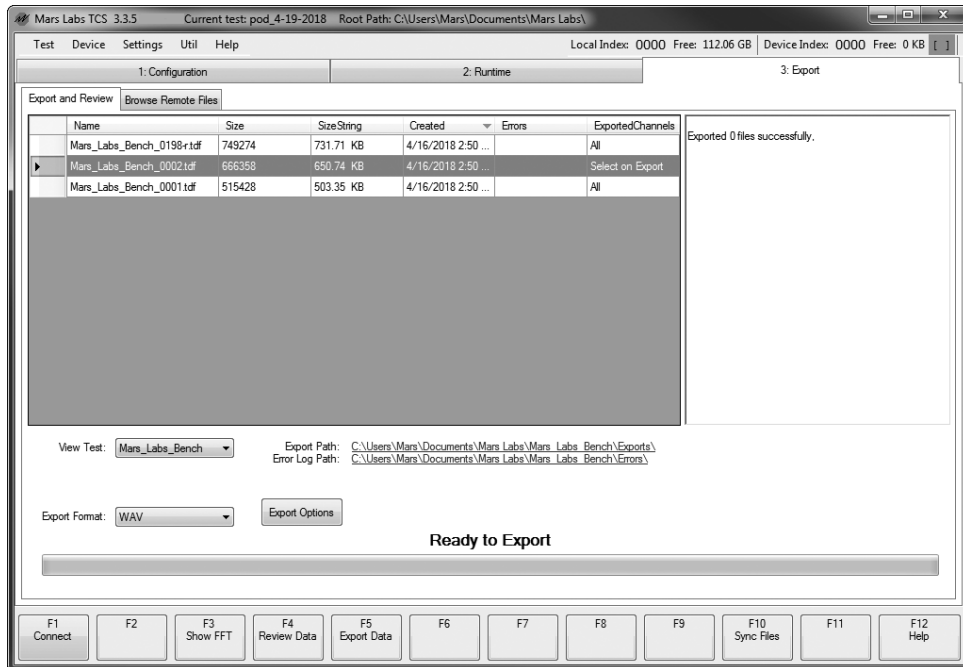 Mars Labs TCS 3.3.5 Current test: pod_4-19-2018 Root Path: C:\Users\Mars\Documents\Mars Labs\
Test Device Settings Util Help Local Index: 0000 Free: 112.06 GB Device Index: 0000 Free: 0 KB [ ]
1: Configuration 2: Runtime 3: Export
Export and Review Browse Remote Files
Name Size SizeString Created Errors ExportedChannels
Mars_Labs_Bench_0198-r.tdf 749274 731.71 KB 4/16/2018 2:50 ... All
Mars_Labs_Bench_0002.tdf 666358 650.74 KB 4/16/2018 2:50 ... Select on Export
Mars_Labs_Bench_0001.tdf 515428 503.35 KB 4/16/2018 2:50 ... All
Exported 0 files successfully.
View Test: Mars_Labs_Bench Export Path: C:\Users\Mars\Documents\Mars Labs\Mars_Labs_Bench\Exports\
Error Log Path: C:\Users\Mars\Documents\Mars Labs\Mars_Labs_Bench\Errors\
Export Format: WAV Export Options
Ready to Export
F1 F2 F3 F4 F5 F6 F7 F8 F9 F10 F11 F12
Connect Show FFT Review Data Export Data Sync Files Help